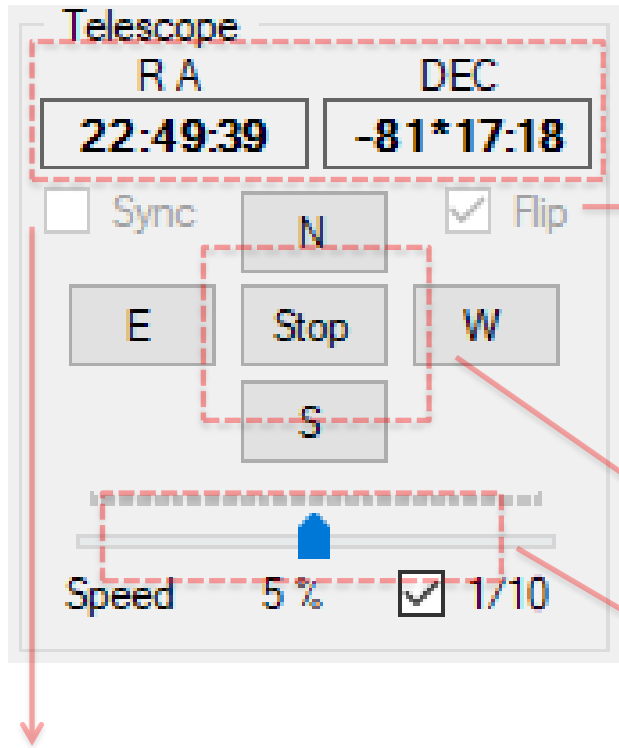 Telescope
R A DEC
22:49:39 -81*17:18
Sync N Flip
E Stop W
S
Speed 5 % 1/10